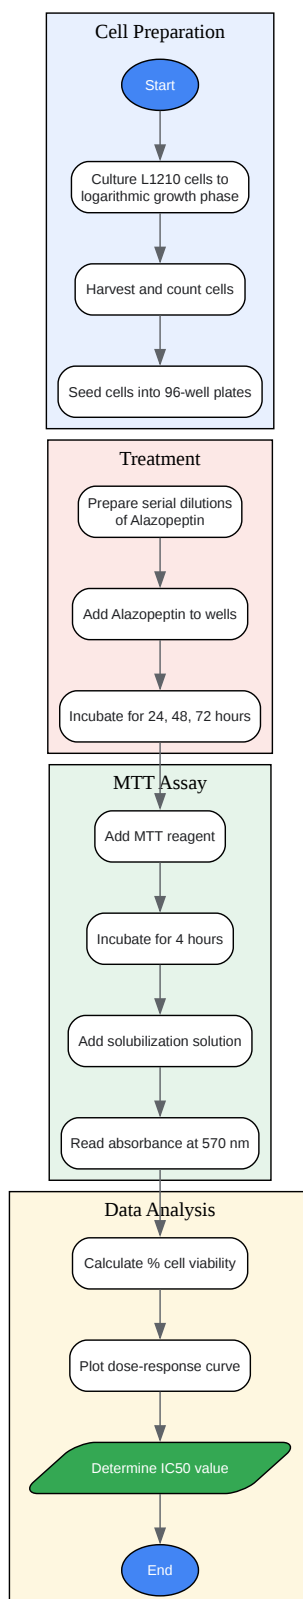 Cell Preparation
Start
Culture L1210 cells to
logarithmic growth phase
Harvest and count cells
Seed cells into 96-well plates
Treatment
Prepare serial dilutions
of Alazopeptin
Add Alazopeptin to wells
Incubate for 24, 48, 72 hours
MTT Assay
Add MTT reagent
Incubate for 4 hours
Add solubilization solution
Read absorbance at 570 nm
Data Analysis
Calculate % cell viability
Plot dose-response curve
Determine IC50 value
End